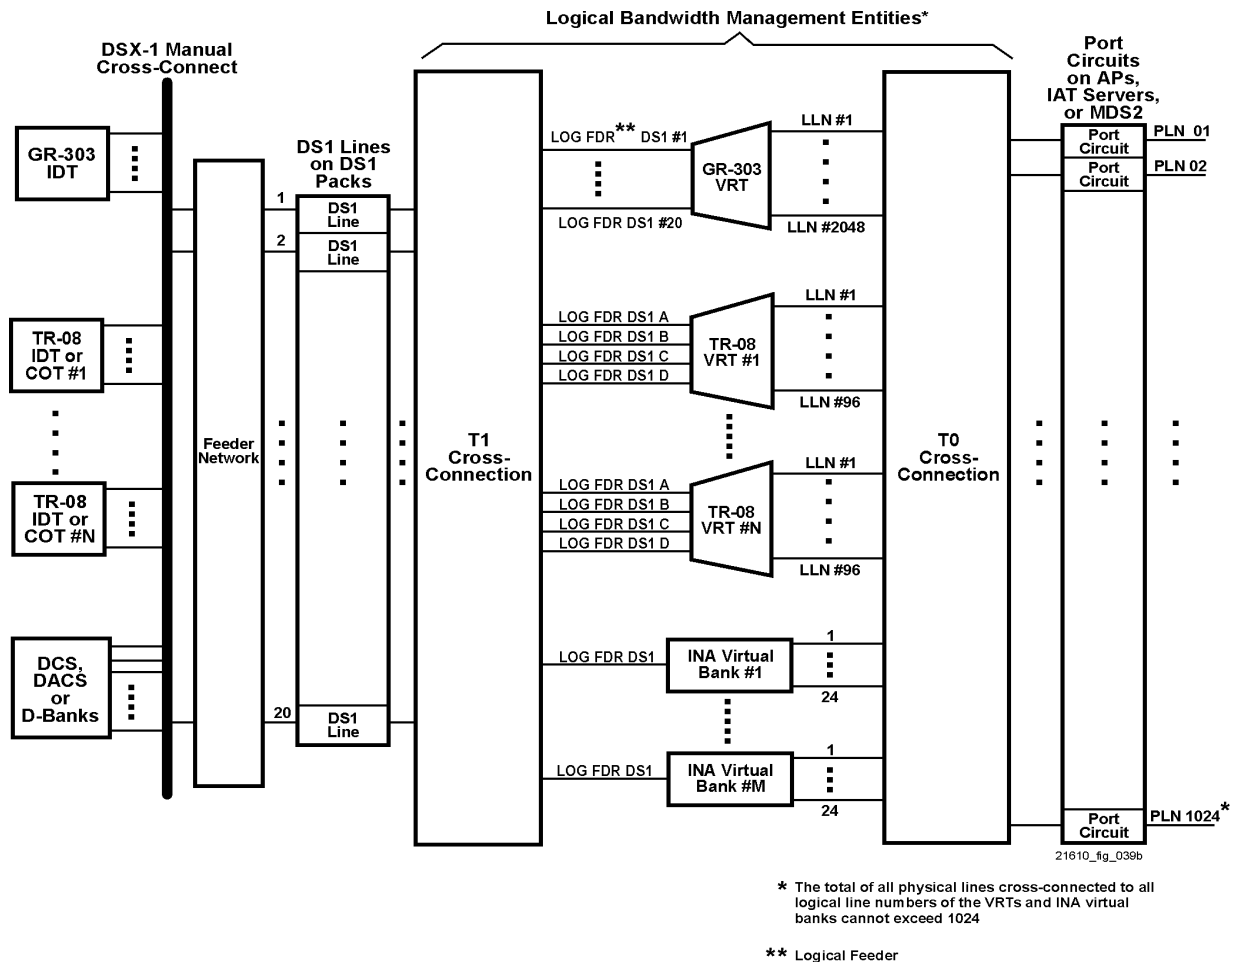 Logical Bandwidth Management Entities*
DSX-1 Manual
Cross-Connect
Port
Circuits
on APs,
IAT Servers,
or MDS2
GR-303
IDT
DS1 Lines
on DS1
Packs
1
DS1
Line
2
DS1
Line
20
DS1
Line
TR-08
IDT or
COT #1
TR-08
IDT or
COT #N
DCS,
DACS
or
D-Banks
Feeder
Network
T1
Cross-
Connection
LOG FDR** DS1 #1
LOG FDR DS1 #20
GR-303
VRT
LLN #1
LLN #2048
LOG FDR DS1 A
LOG FDR DS1 B
LOG FDR DS1 C
LOG FDR DS1 D
TR-08
VRT #1
LLN #1
LLN #96
LOG FDR DS1 A
LOG FDR DS1 B
LOG FDR DS1 C
LOG FDR DS1 D
TR-08
VRT #N
LLN #1
LLN #96
LOG FDR DS1
INA Virtual
Bank #1
1
24
LOG FDR DS1
INA Virtual
Bank #M
1
24
T0
Cross-
Connection
Port
Circuit
PLN 01
Port
Circuit
PLN 02
Port
Circuit
PLN 1024*
21610_fig_039b
* The total of all physical lines cross-connected to all
logical line numbers of the VRTs and INA virtual
banks cannot exceed 1024
** Logical Feeder